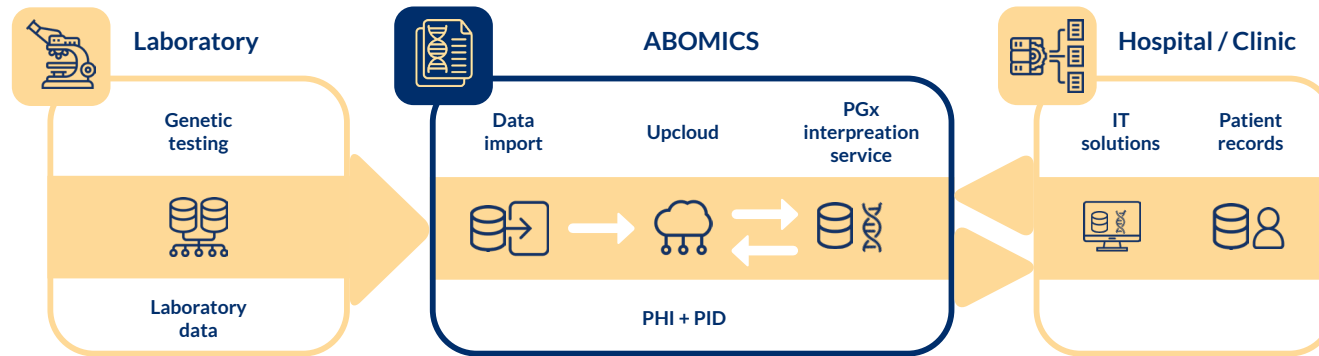 Laboratory
Genetic
testing
Laboratory
data
ABOMICS
Data
import
Upcloud
PGx
interpreation
service
PHI + PID
Hospital / Clinic
IT
solutions
Patient
records